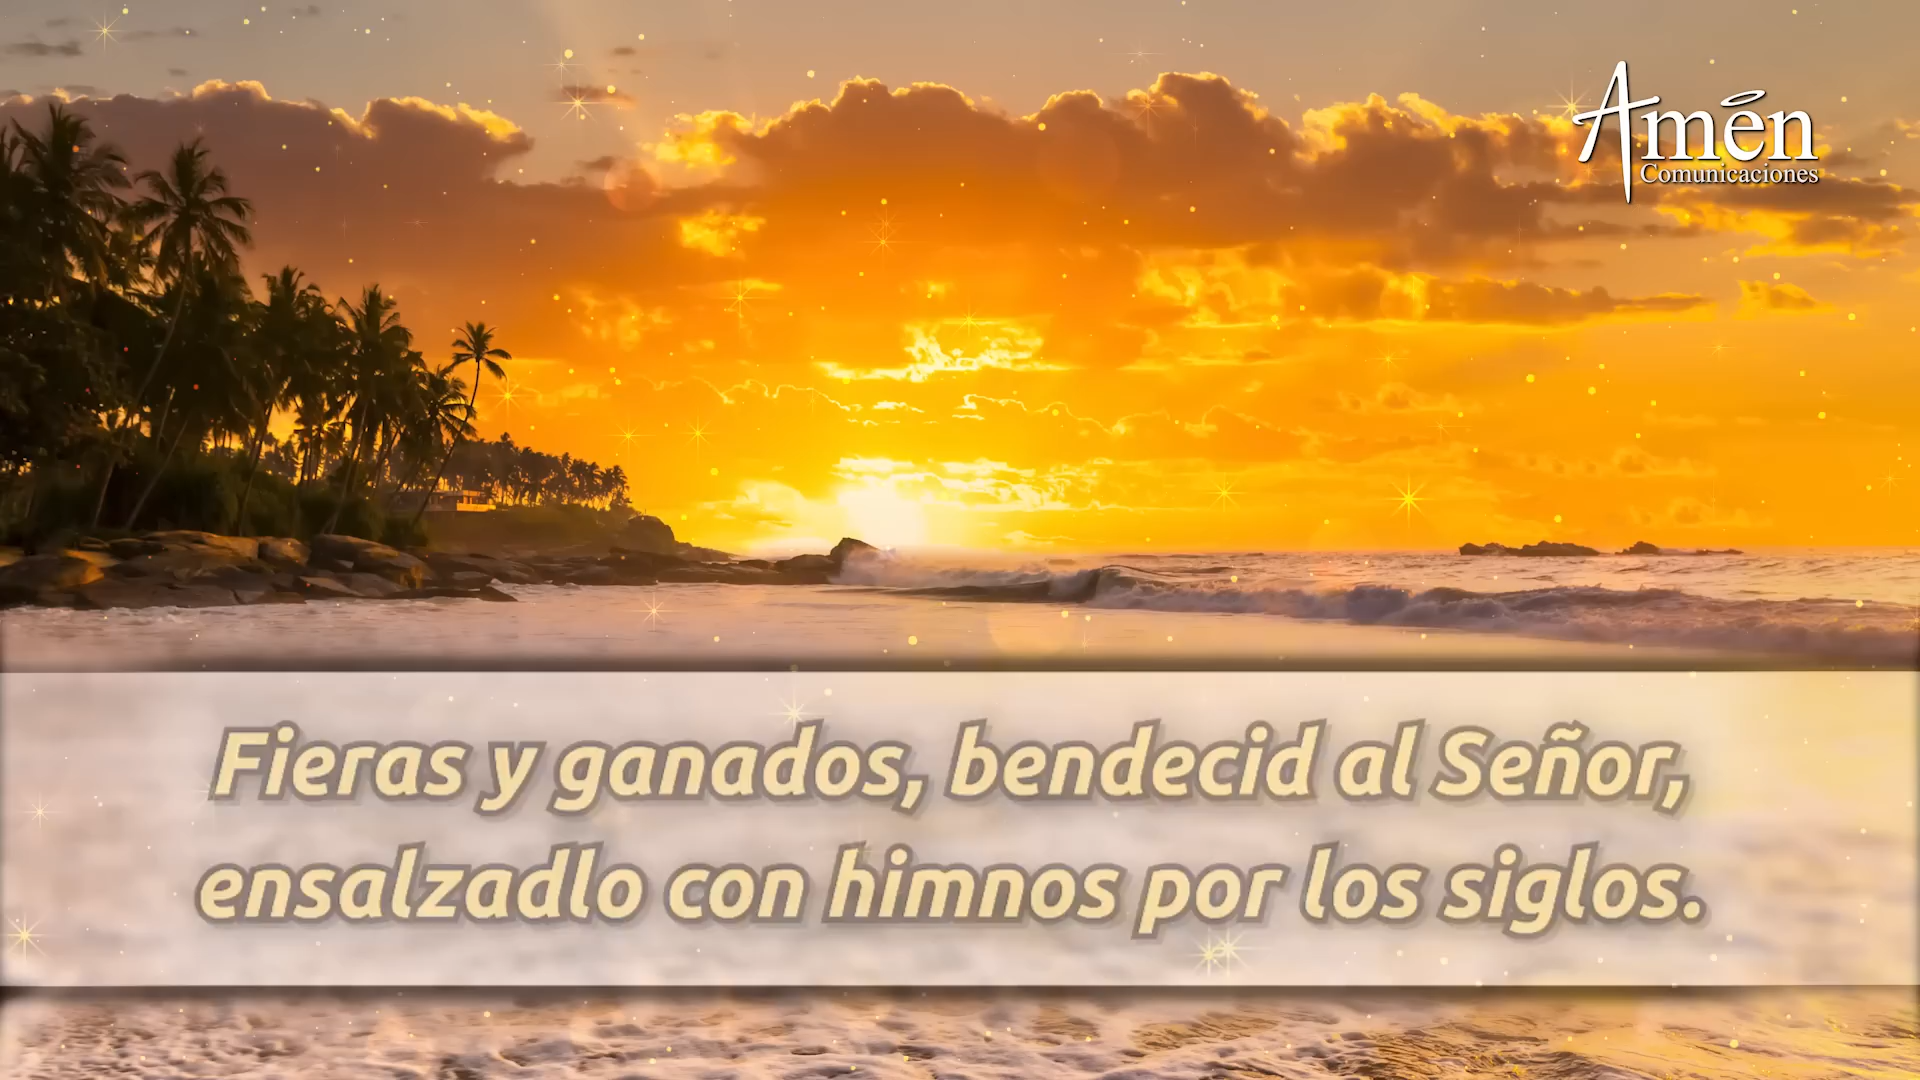 Amén
Comunicaciones
Fieras y ganados, bendecid al Señor,
ensalzadlo con himnos por los siglos.